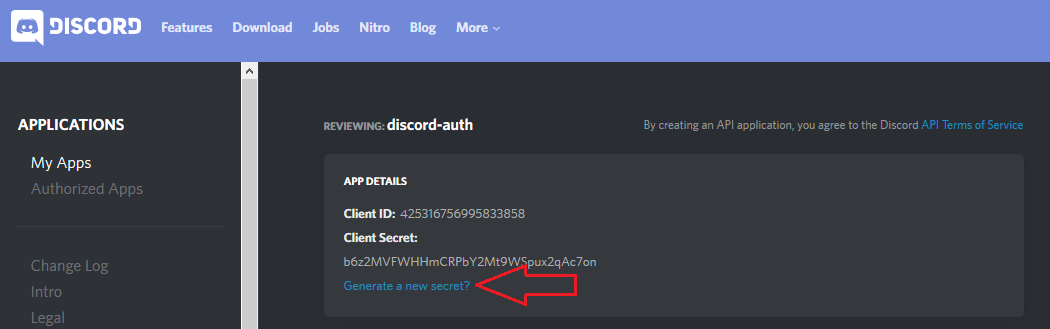 DISCORD Features Download Jobs Nitro Blog More
APPLICATIONS
My Apps
Authorized Apps
Change Log
Intro
Legal
REVIEWING: discord-auth
By creating an API application, you agree to the Discord API Terms of Service
APP DETAILS
Client ID: 425316756995833858
Client Secret:
b6z2MVFWHHmCRPbY2Mt9WSpux2qAc7on
Generate a new secret?